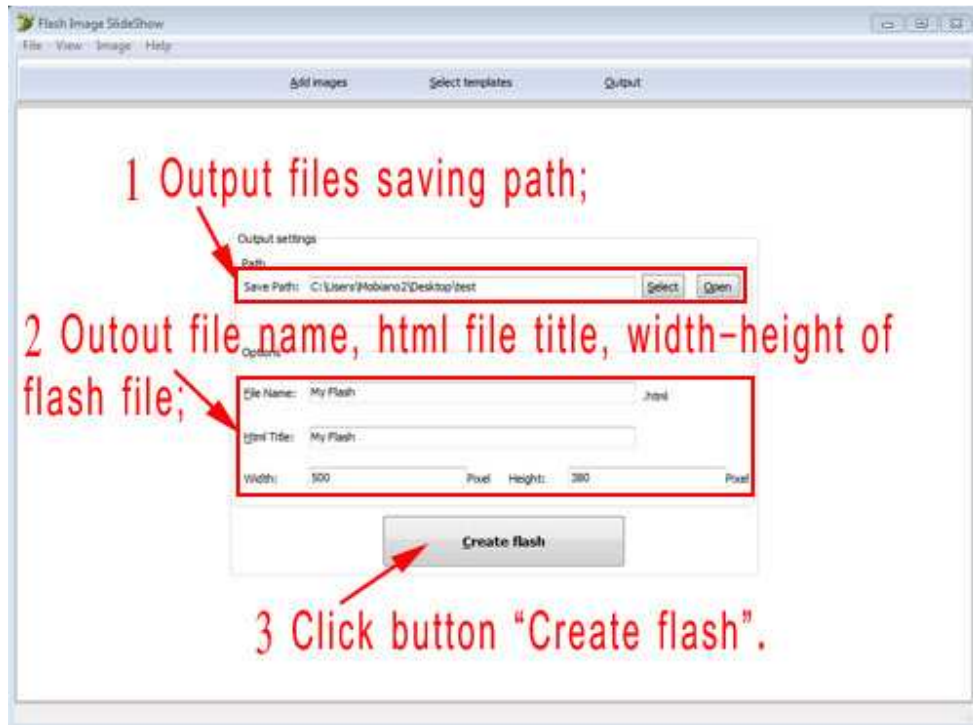 Flash Image SlideShow
File View Image Help
Add images Select templates Output
1 Output files saving path;
Output settings
Path
Save Path: C:\Users\Mobiano2\Desktop\test Select Open
2 Outout file name, html file title, width-height of
Options
flash file;
File Name: My Flash .html
Html Title: My Flash
Width: 500 Pixel Height: 380 Pixel
Create flash
3 Click button “Create flash”.